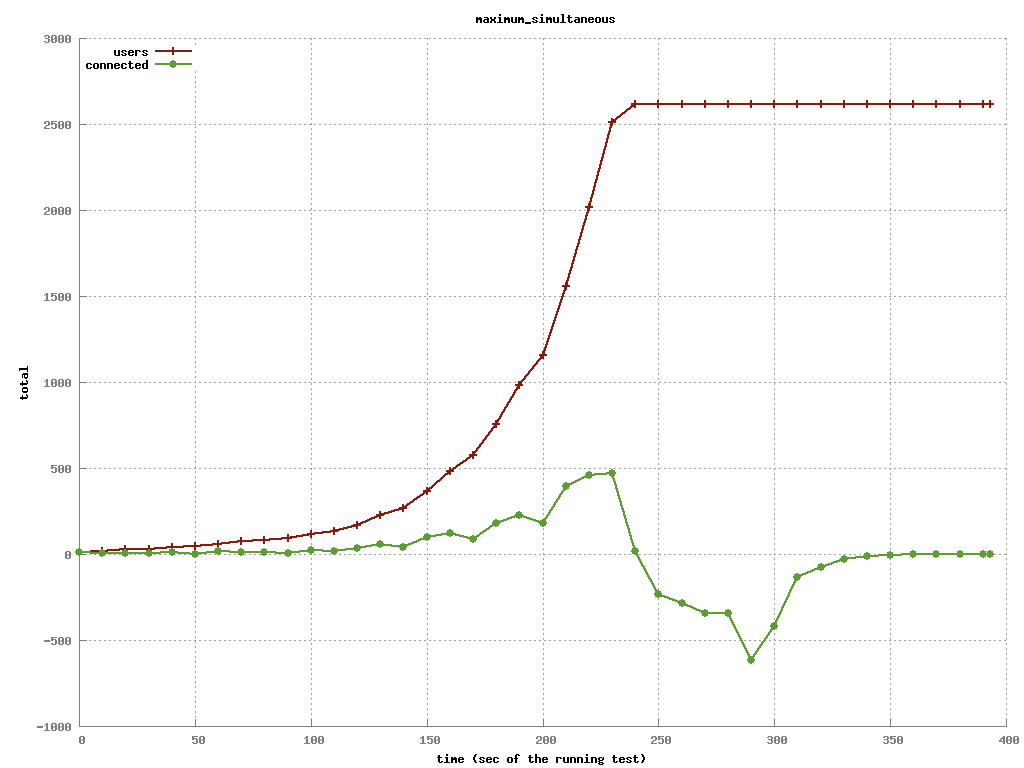 maximum_simultaneous
3000
users
connected
2500
2000
1500
total
1000
500
0
-500
-1000
0 50 100 150 200 250 300 350 400
time (sec of the running test)